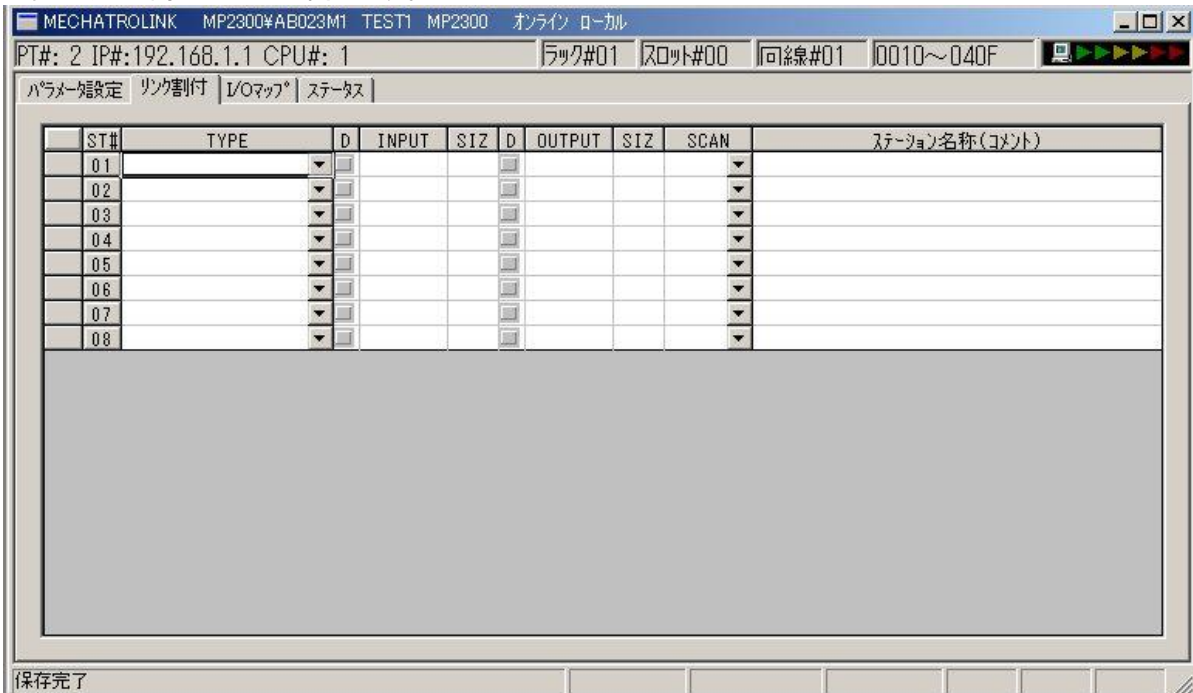 MECHATROLINK MP2300¥AB023M1 TEST1 MP2300 オンライン ローカル
PT#: 2 IP#:192.168.1.1 CPU#: 1 ラック#01 スロット#00 回線#01 0010～040F
パラメータ設定 リンク割付 I/Oマップ ステータス
ST# TYPE D INPUT SIZ D OUTPUT SIZ SCAN ステーション名称(コメント)
01
02
03
04
05
06
07
08
保存完了